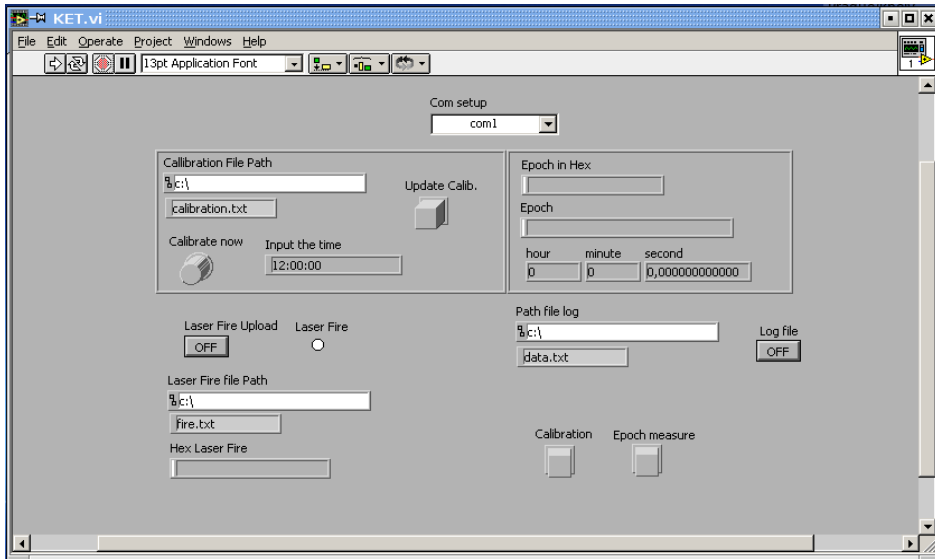 KET.vi
File Edit Operate Project Windows Help
13pt Application Font
1
Com setup
com1
Callibration File Path
c:\
calibration.txt
Update Calib.
Calibrate now
Input the time
12:00:00
Epoch in Hex
Epoch
hour minute second
0 0 0,000000000000
Laser Fire Upload Laser Fire
OFF
Path file log
c:\
data.txt
Log file
OFF
Laser Fire file Path
c:\
fire.txt
Hex Laser Fire
Calibration Epoch measure